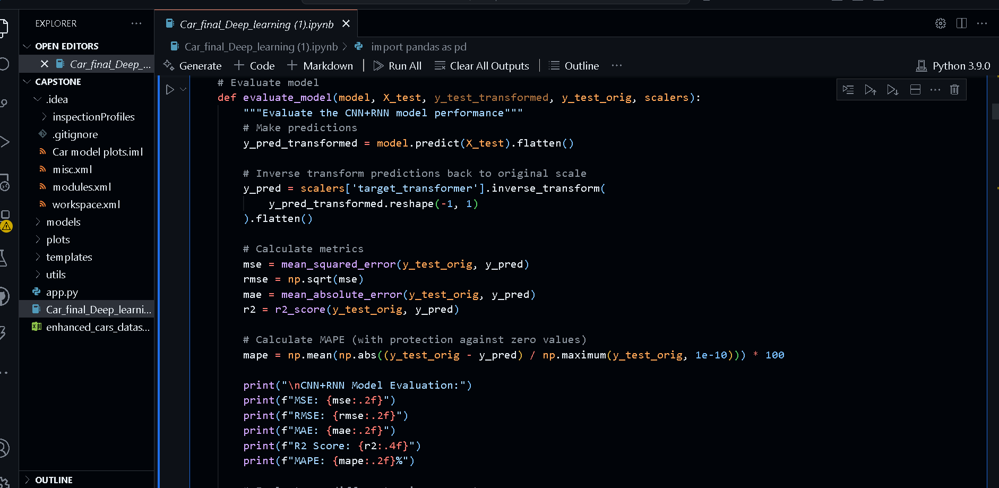 EXPLORER
OPEN EDITORS
Car_final_Deep_...
CAPSTONE
.idea
inspectionProfiles
.gitignore
Car model plots.iml
misc.xml
modules.xml
workspace.xml
models
plots
templates
utils
app.py
Car_final_Deep_learni...
enhanced_cars_datas...
OUTLINE
Car_final_Deep_learning (1).ipynb
Car_final_Deep_learning (1).ipynb > import pandas as pd
Generate + Code + Markdown | Run All Clear All Outputs | Outline ... Python 3.9.0
# Evaluate model
def evaluate_model(model, X_test, y_test_transformed, y_test_orig, scalers):
"""Evaluate the CNN+RNN model performance"""
# Make predictions
y_pred_transformed = model.predict(X_test).flatten()
# Inverse transform predictions back to original scale
y_pred = scalers['target_transformer'].inverse_transform(
y_pred_transformed.reshape(-1, 1)
).flatten()
# Calculate metrics
mse = mean_squared_error(y_test_orig, y_pred)
rmse = np.sqrt(mse)
mae = mean_absolute_error(y_test_orig, y_pred)
r2 = r2_score(y_test_orig, y_pred)
# Calculate MAPE (with protection against zero values)
mape = np.mean(np.abs((y_test_orig - y_pred) / np.maximum(y_test_orig, 1e-10))) * 100
print("\nCNN+RNN Model Evaluation:")
print(f"MSE: {mse:.2f}")
print(f"RMSE: {rmse:.2f}")
print(f"MAE: {mae:.2f}")
print(f"R2 Score: {r2:.4f}")
print(f"MAPE: {mape:.2f}%")